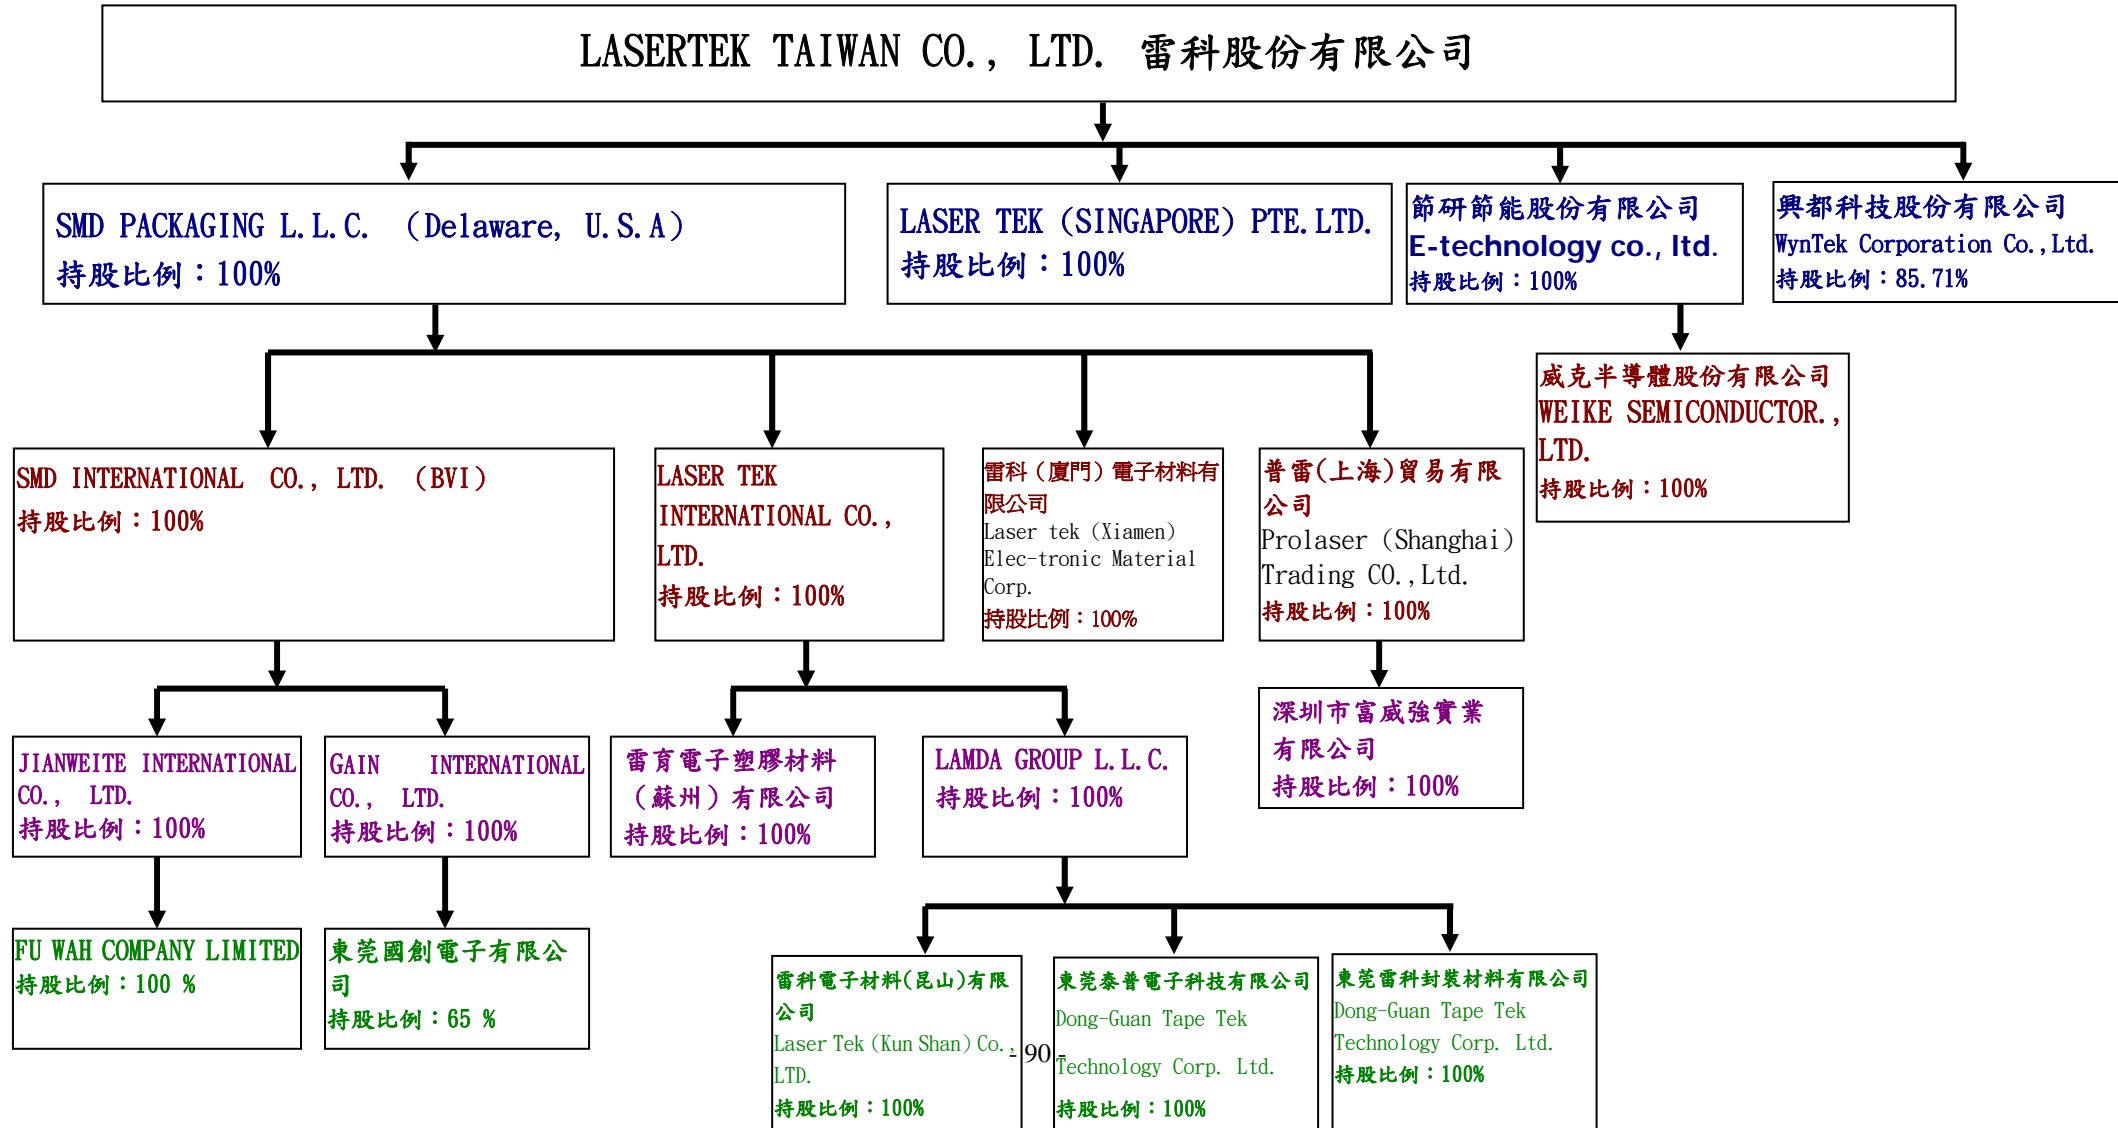 LASERTEK TAIWAN CO., LTD. 雷科股份有限公司
SMD PACKAGING L.L.C. （Delaware, U.S.A）
持股比例：100%
LASER TEK（SINGAPORE）PTE.LTD.
持股比例：100%
節研節能股份有限公司
E-technology co., ltd.
持股比例：100%
興都科技股份有限公司
WynTek Corporation Co.,Ltd.
持股比例：85.71%
威克半導體股份有限公司
WEIKE SEMICONDUCTOR.,
LTD.
持股比例：100%
SMD INTERNATIONAL CO., LTD. （BVI）
持股比例：100%
LASER TEK
INTERNATIONAL CO.,
LTD.
持股比例：100%
雷科（廈門）電子材料有
限公司
Laser tek（Xiamen）
Elec-tronic Material
Corp.
持股比例：100%
普雷(上海)貿易有限
公司
Prolaser（Shanghai）
Trading CO.,Ltd.
持股比例：100%
深圳市富威強實業
有限公司
持股比例：100%
JIANWEITE INTERNATIONAL
CO., LTD.
持股比例：100%
GAIN INTERNATIONAL
CO., LTD.
持股比例：100%
雷育電子塑膠材料
（蘇州）有限公司
持股比例：100%
LAMDA GROUP L.L.C.
持股比例：100%
FU WAH COMPANY LIMITED
持股比例：100 %
東莞國創電子有限公
司
持股比例：65 %
雷科電子材料(昆山)有限
公司
Laser Tek（Kun Shan）Co.,
LTD.
持股比例：100%
東莞泰普電子科技有限公司
Dong-Guan Tape Tek
Technology Corp. Ltd.
持股比例：100%
東莞雷科封裝材料有限公司
Dong-Guan Tape Tek
Technology Corp. Ltd.
持股比例：100%
- 90 -